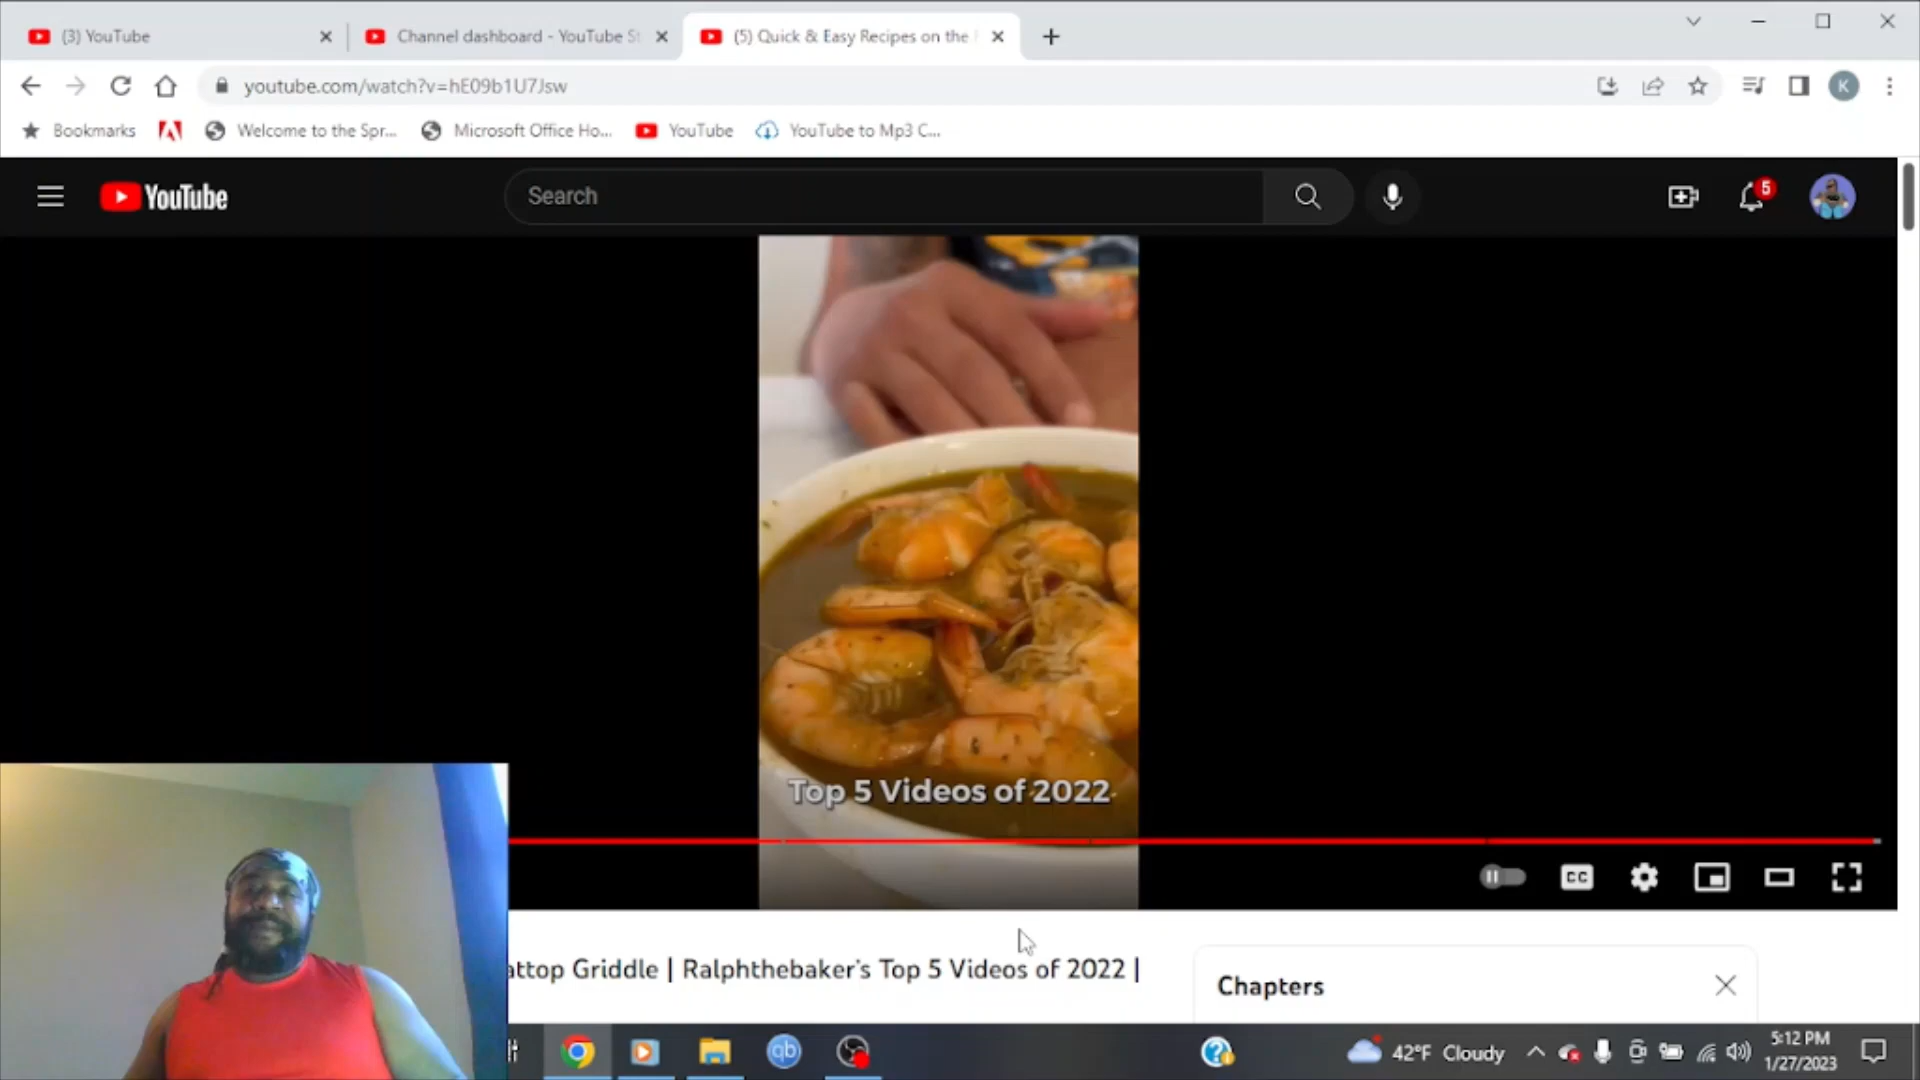 (3) YouTube
Channel dashboard - YouTube St
(5) Quick & Easy Recipes on the
youtube.com/watch?v=hE09b1U7Jsw
K
Bookmarks
Welcome to the Spr...
Microsoft Office Ho...
YouTube
YouTube to Mp3 C...
YouTube
Search
5
Top 5 Videos of 2022
CC
attop Griddle | Ralphthebaker's Top 5 Videos of 2022 |
Chapters
qb
42°F Cloudy
5:12 PM
1/27/2023